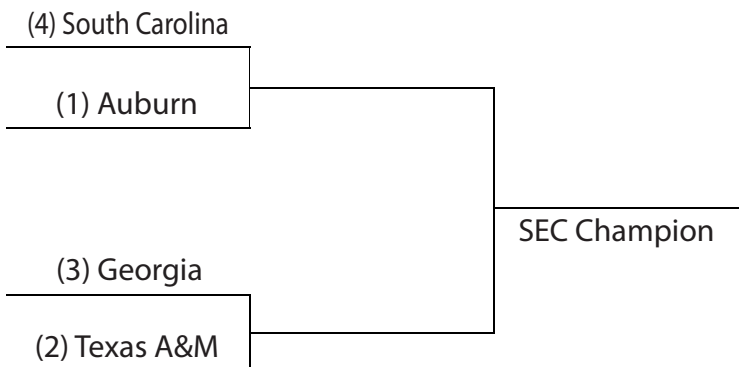 (4) South Carolina
(1) Auburn
SEC Champion
(3) Georgia
(2) Texas A&M